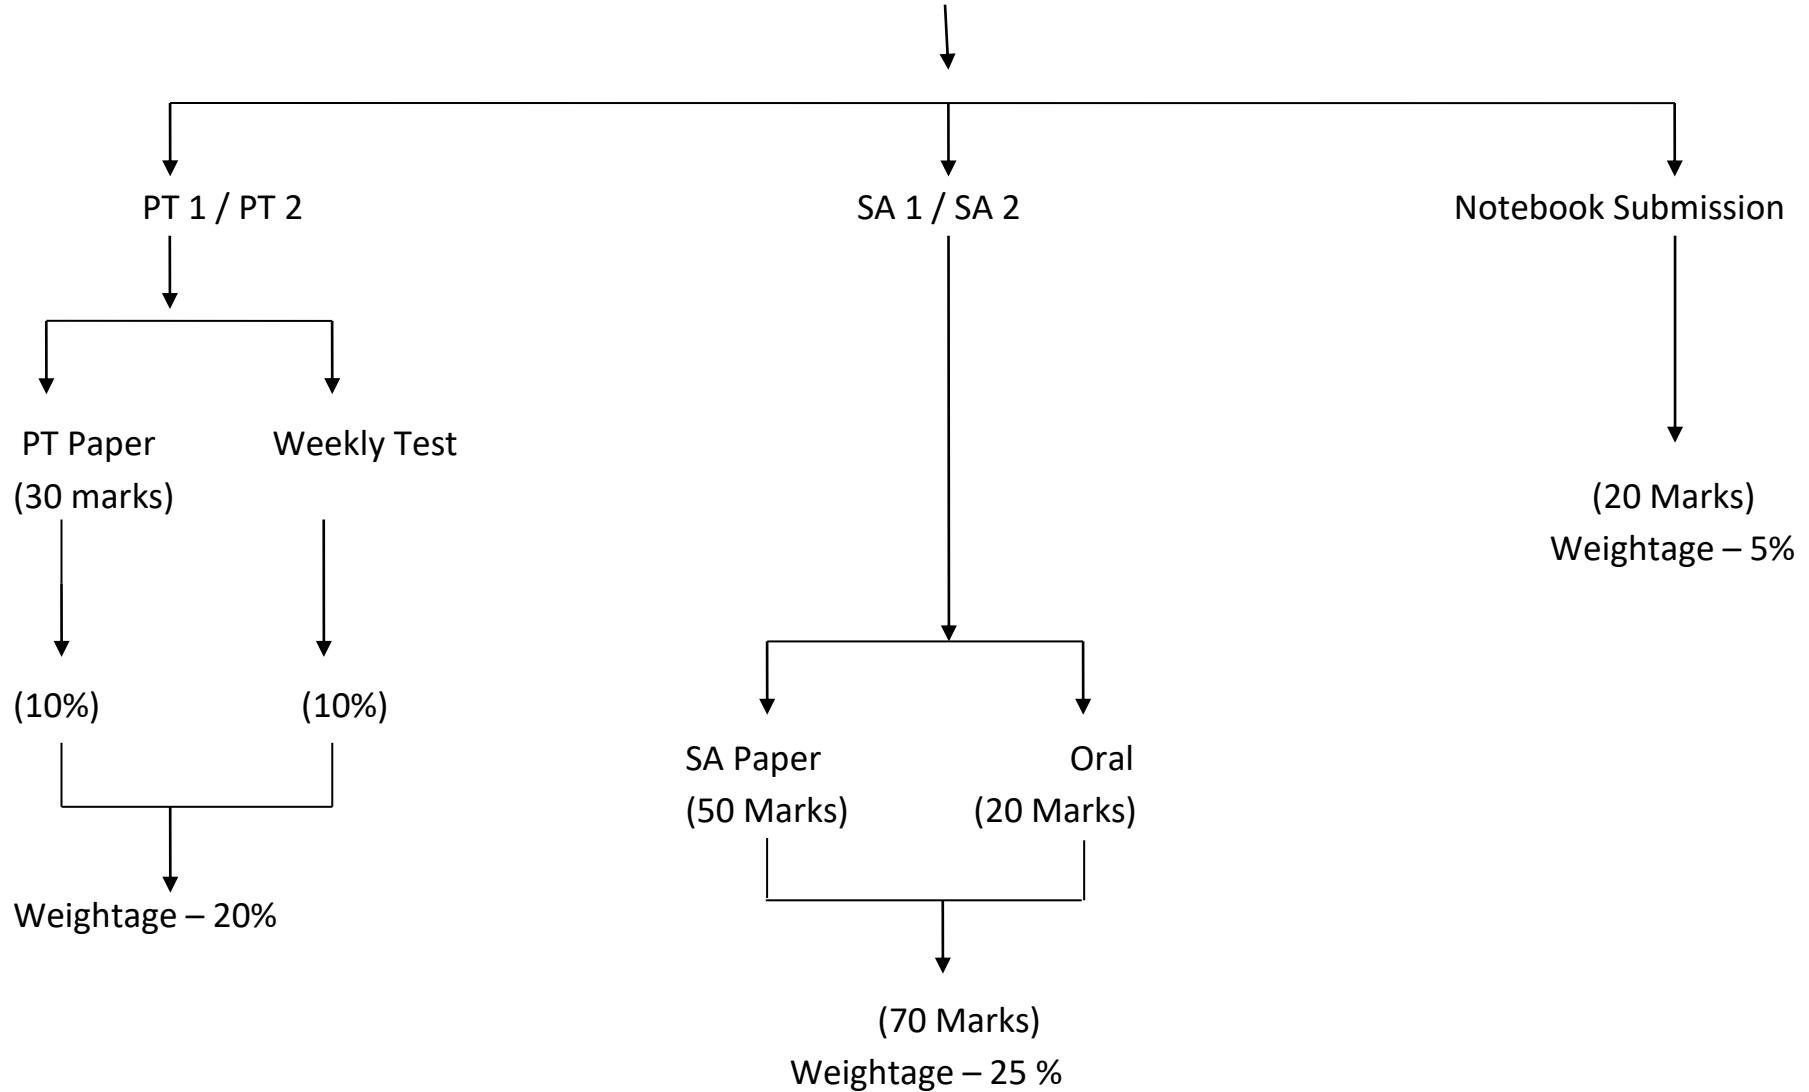 PT 1 / PT 2
SA 1 / SA 2
Notebook Submission
PT Paper
(30 marks)
Weekly Test
(20 Marks)
Weightage – 5%
(10%)
(10%)
SA Paper
(50 Marks)
Oral
(20 Marks)
Weightage – 20%
(70 Marks)
Weightage – 25 %